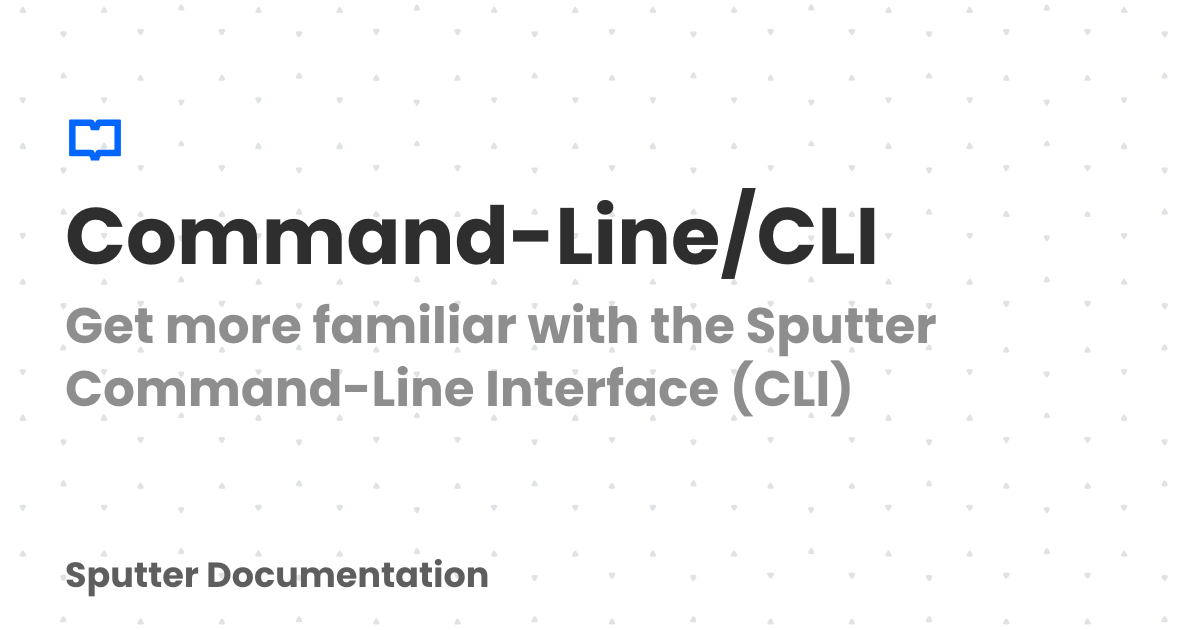 Command-Line/CLI
Get more familiar with the Sputter
Command-Line Interface (CLI)
Sputter Documentation